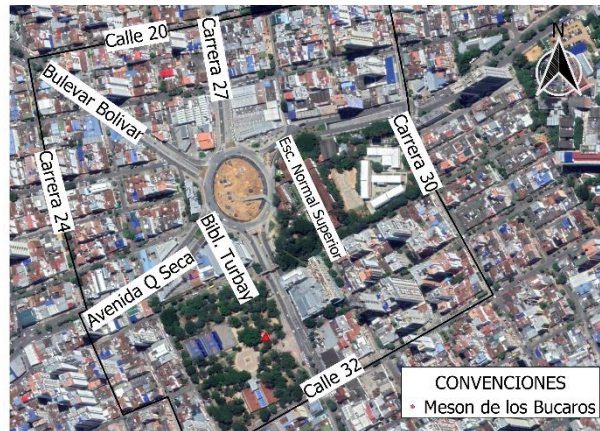 N
Calle 20
Carrera 27
Bulevar Bolivar
Carrera 24
Esc. Normal Superior
Carrera 30
Bibl. Turbay
Avenida Q Seca
Calle 32
CONVENCIONES
Meson de los Bucaros